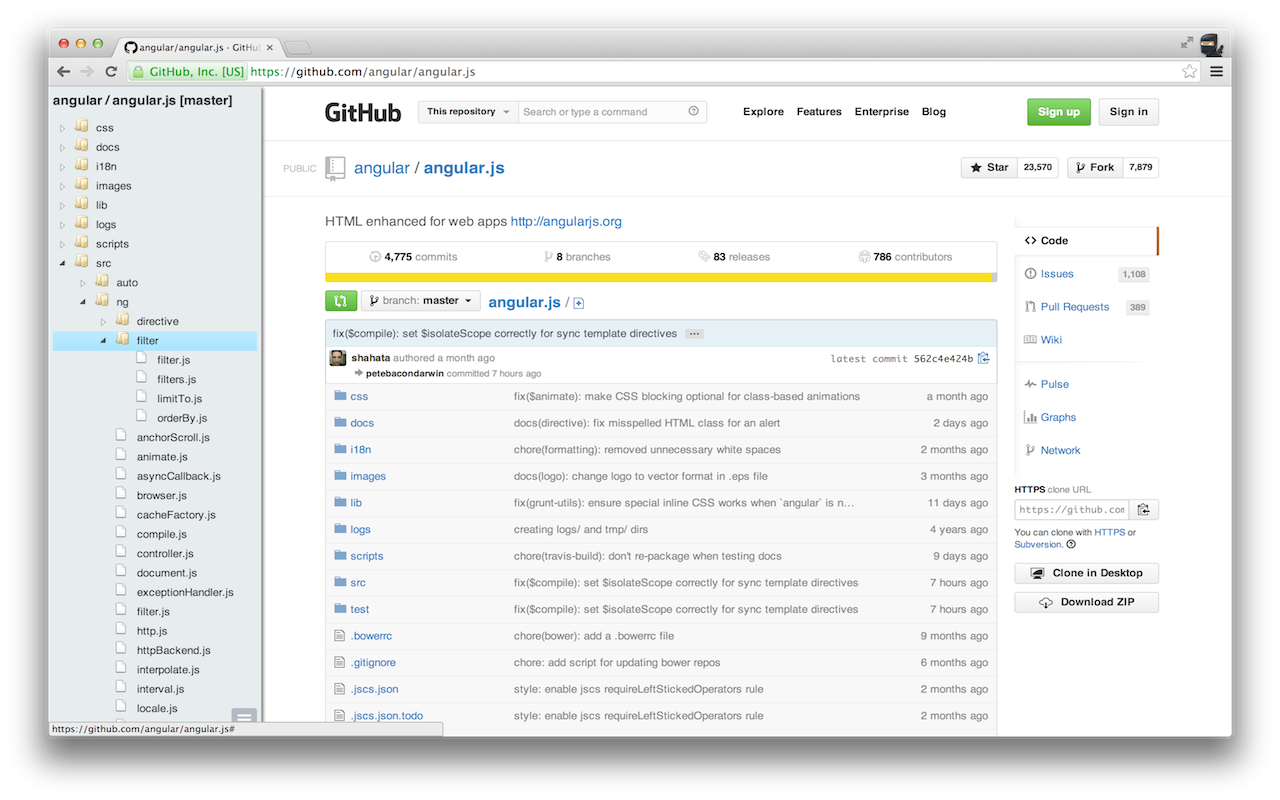 angular/angular.js - GitHu
GitHub, Inc. [US] https://github.com/angular/angular.js
angular / angular.js [master]
css
docs
i18n
images
lib
logs
scripts
src
auto
ng
directive
filter
filter.js
filters.js
limitTo.js
orderBy.js
anchorScroll.js
animate.js
asyncCallback.js
browser.js
cacheFactory.js
compile.js
controller.js
document.js
exceptionHandler.js
filter.js
http.js
httpBackend.js
interpolate.js
interval.js
locale.js
https://github.com/angular/angular.js#
GitHub This repository Search or type a command Explore Features Enterprise Blog Sign up Sign in
PUBLIC angular / angular.js Star 23,570 Fork 7,879
HTML enhanced for web apps http://angularjs.org
4,775 commits 8 branches 83 releases 786 contributors
branch: master angular.js /
fix($compile): set $isolateScope correctly for sync template directives ...
shahata authored a month ago latest commit 562c4e424b
petebacondarwin committed 7 hours ago
css fix($animate): make CSS blocking optional for class-based animations a month ago
docs docs(directive): fix misspelled HTML class for an alert 2 days ago
i18n chore(formatting): removed unnecessary white spaces 2 months ago
images docs(logo): change logo to vector format in .eps file 3 months ago
lib fix(grunt-utils): ensure special inline CSS works when `angular` is n... 11 days ago
logs creating logs/ and tmp/ dirs 4 years ago
scripts chore(travis-build): don't re-package when testing docs 9 days ago
src fix($compile): set $isolateScope correctly for sync template directives 7 hours ago
test fix($compile): set $isolateScope correctly for sync template directives 7 hours ago
.bowerrc chore(bower): add a .bowerrc file 9 months ago
.gitignore chore: add script for updating bower repos 6 months ago
.jscs.json style: enable jscs requireLeftStickedOperators rule 2 months ago
.jscs.json.todo style: enable jscs requireLeftStickedOperators rule 2 months ago
Code
Issues 1,108
Pull Requests 389
Wiki
Pulse
Graphs
Network
HTTPS clone URL
https://github.com
You can clone with HTTPS or
Subversion.
Clone in Desktop
Download ZIP